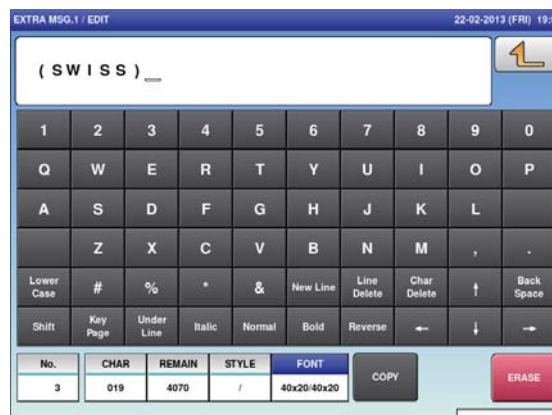 EXTRA MSG.1 / EDIT 22-02-2013 (FRI) 19:
(SWISS)_
1 2 3 4 5 6 7 8 9 0
Q W E R T Y U I O P
A S D F G H J K L
Z X C V B N M , .
Lower Case # % * & New Line Line Delete Char Delete ↑ Back Space
Shift Key Page Under Line Italic Normal Bold Reverse ← ↓ →
No. CHAR REMAIN STYLE FONT COPY ERASE
3 019 4070 / 40x20/40x20